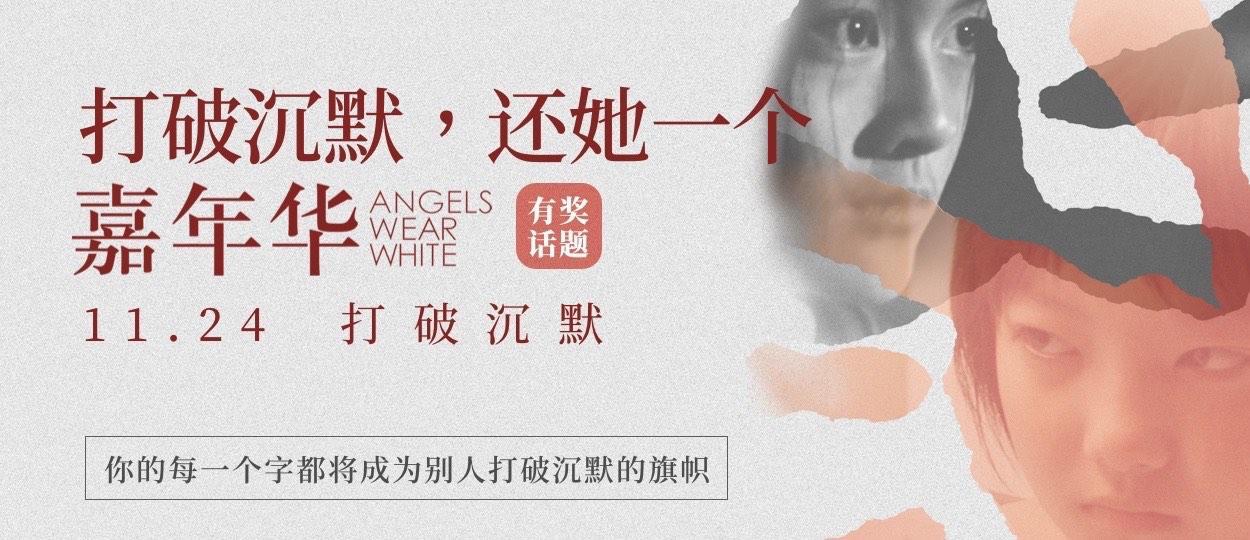 打破沉默，还她一个
嘉年华
ANGELS
WEAR
WHITE
有奖
话题
11.24 打破沉默
你的每一个字都将成为别人打破沉默的旗帜